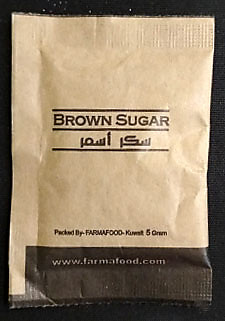 BROWN SUGAR
سكر أسمر
Packed By- FARMAFOOD- Kuwait 5 Gram
www.farmafood.com